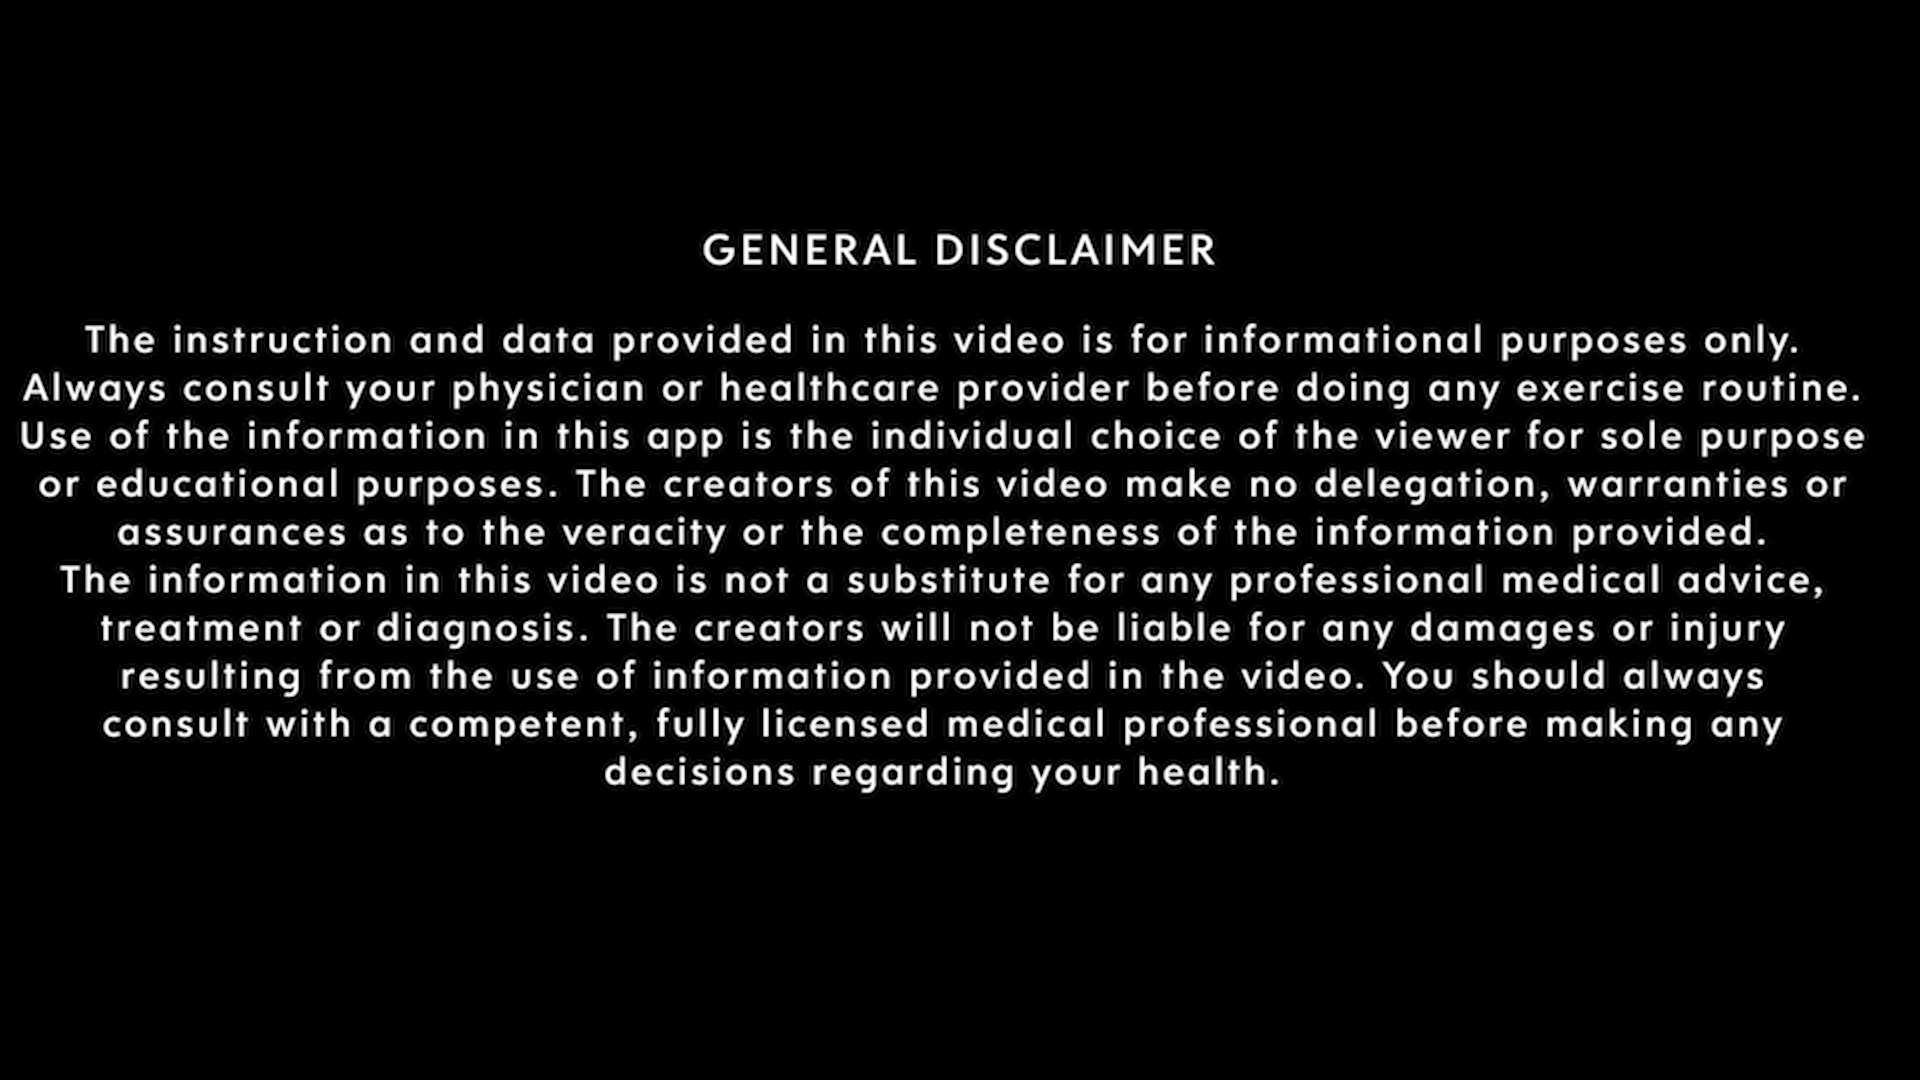 GENERAL DISCLAIMER
The instruction and data provided in this video is for informational purposes only.
Always consult your physician or healthcare provider before doing any exercise routine.
Use of the information in this app is the individual choice of the viewer for sole purpose
or educational purposes. The creators of this video make no delegation, warranties or
assurances as to the veracity or the completeness of the information provided.
The information in this video is not a substitute for any professional medical advice,
treatment or diagnosis. The creators will not be liable for any damages or injury
resulting from the use of information provided in the video. You should always
consult with a competent, fully licensed medical professional before making any
decisions regarding your health.